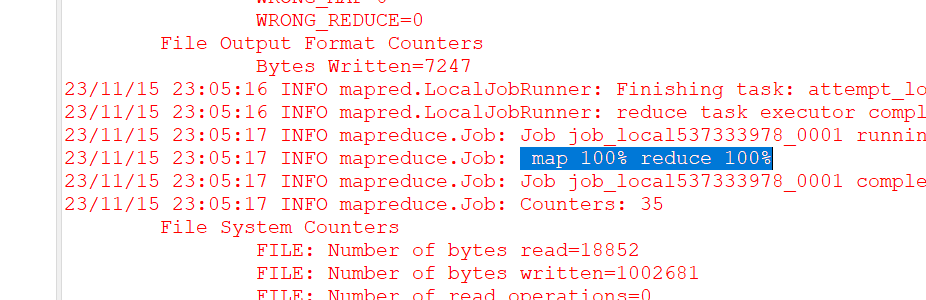 WRONG_MAP=0
WRONG_REDUCE=0
File Output Format Counters
Bytes Written=7247
23/11/15 23:05:16 INFO mapred.LocalJobRunner: Finishing task: attempt_lo
23/11/15 23:05:16 INFO mapred.LocalJobRunner: reduce task executor compl
23/11/15 23:05:17 INFO mapreduce.Job: Job job_local537333978_0001 runnin
23/11/15 23:05:17 INFO mapreduce.Job:  map 100% reduce 100%
23/11/15 23:05:17 INFO mapreduce.Job: Job job_local537333978_0001 comple
23/11/15 23:05:17 INFO mapreduce.Job: Counters: 35
File System Counters
FILE: Number of bytes read=18852
FILE: Number of bytes written=1002681
FILE: Number of read operations=0